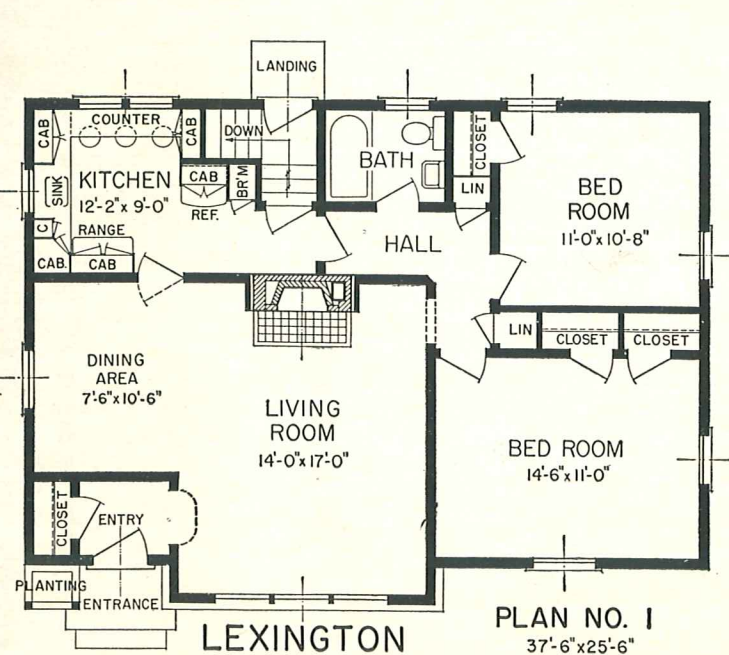 LANDING
COUNTER
CAB
CAB
DOWN
CLOSET
BATH
KITCHEN
12'-2" x 9'-0"
SINK
CAB
BR'M
REF.
LIN
BED
ROOM
11'-0" x 10'-8"
C
RANGE
CAB.
CAB
HALL
LIN
CLOSET
CLOSET
DINING
AREA
7'-6" x 10'-6"
LIVING
ROOM
14'-0" x 17'-0"
BED ROOM
14'-6" x 11'-0"
CLOSET
ENTRY
PLANTING
ENTRANCE
LEXINGTON
PLAN NO. 1
37'-6" x 25'-6"